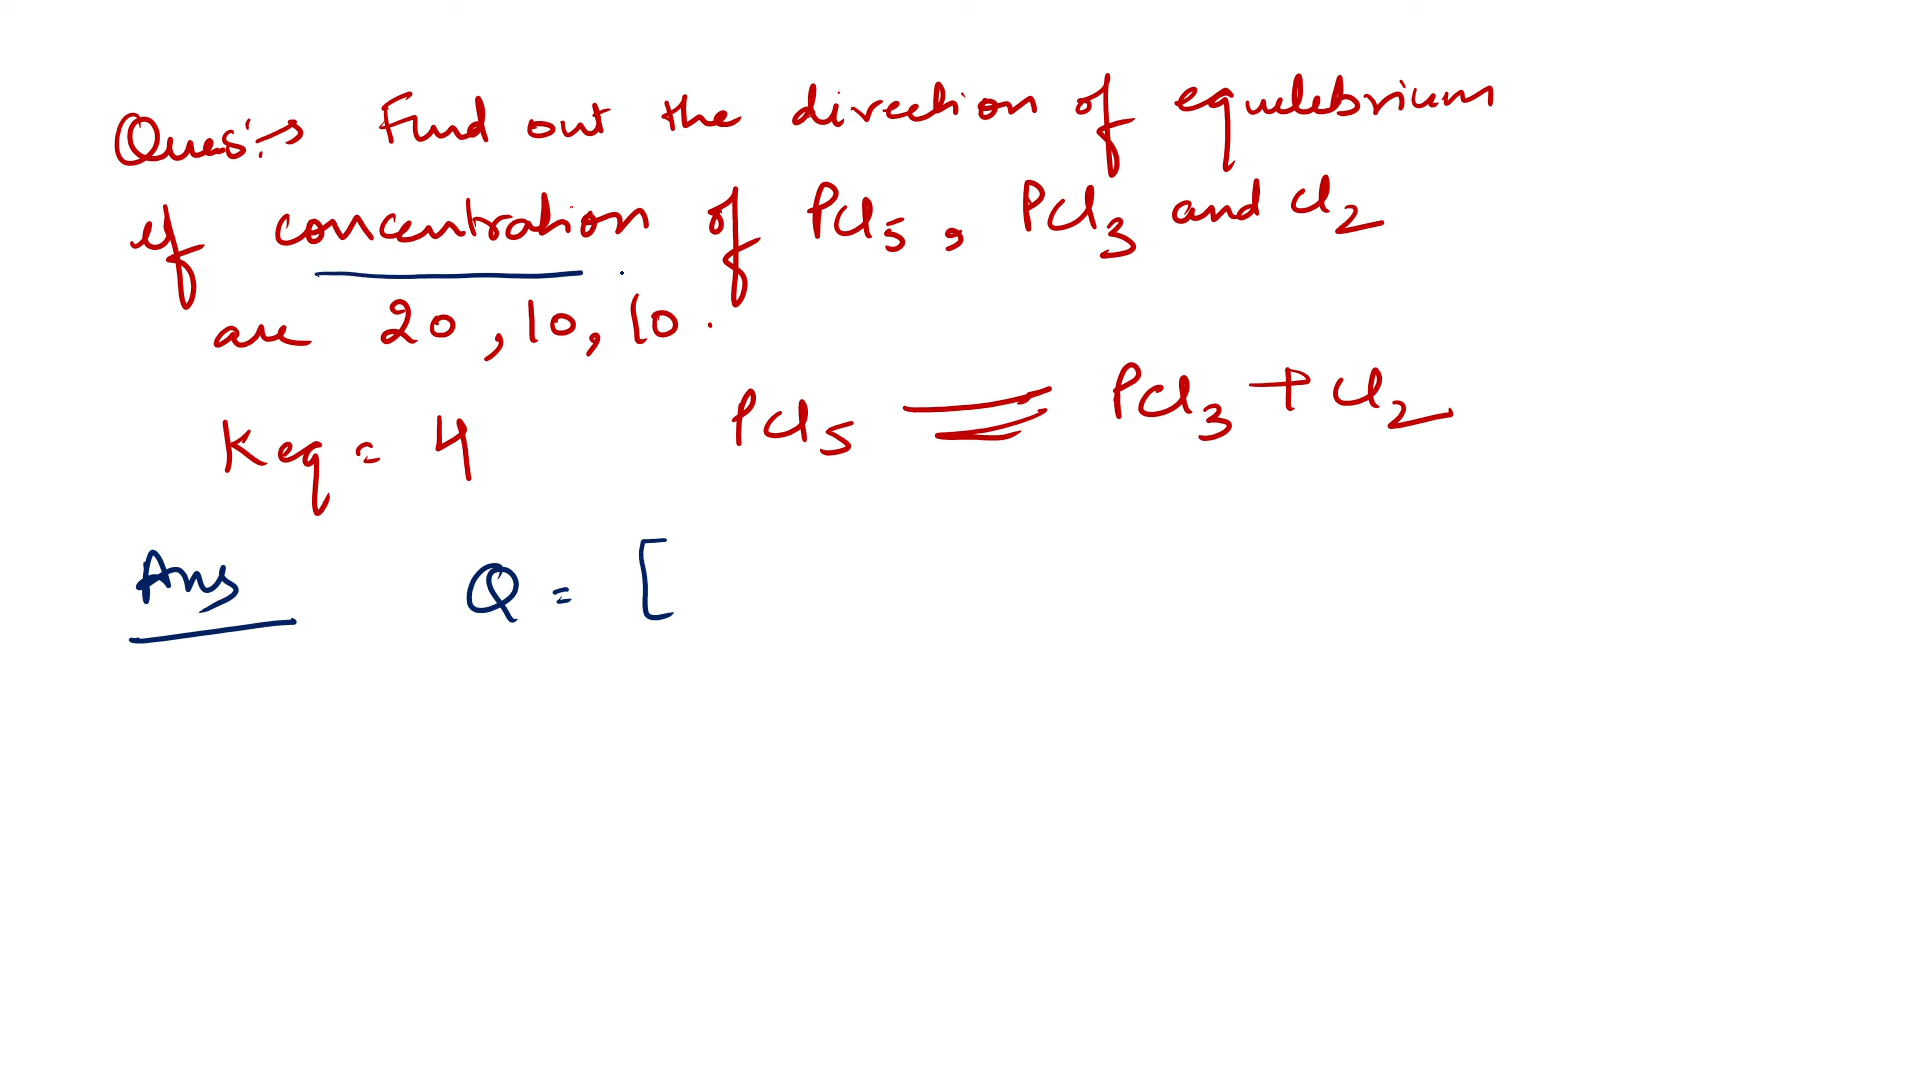 Ques:→ Find out the direction of equilibrium
if concentration of PCl5, PCl3 and Cl2
are 20, 10, 10.
Keq = 4 PCl5 ⇌ PCl3 + Cl2
Ans Q = [